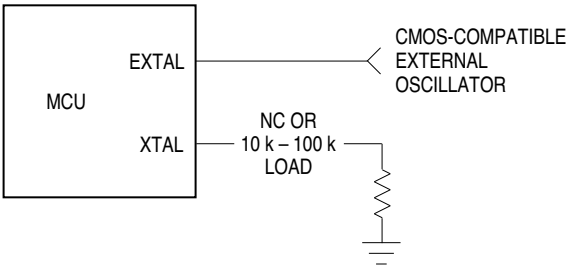 CMOS-COMPATIBLE
EXTAL
EXTERNAL
OSCILLATOR
MCU
NC OR
XTAL
10 k – 100 k
LOAD